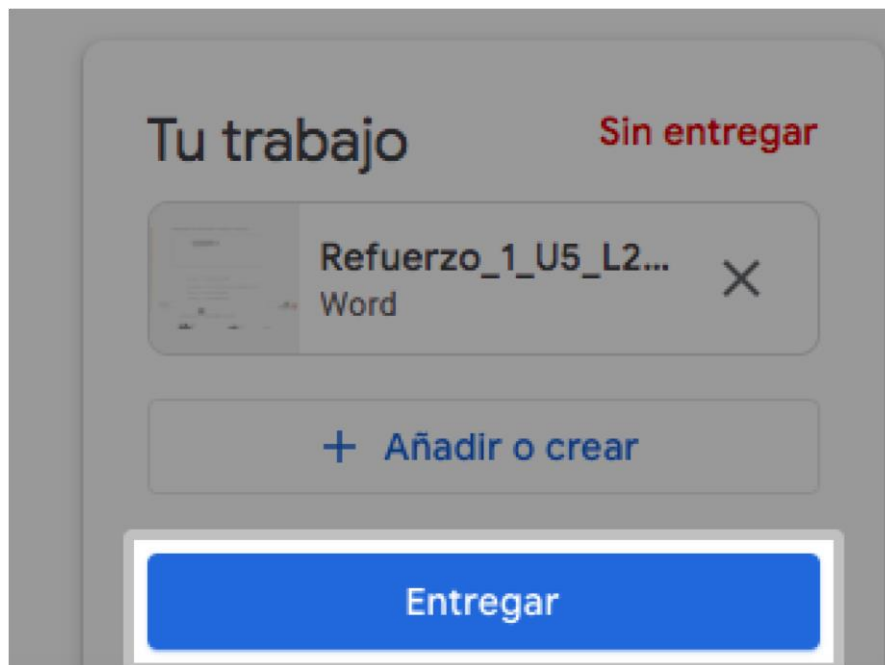 Tu trabajo
Sin entregar
Refuerzo_1_U5_L2...
Word
+ Añadir o crear
Entregar